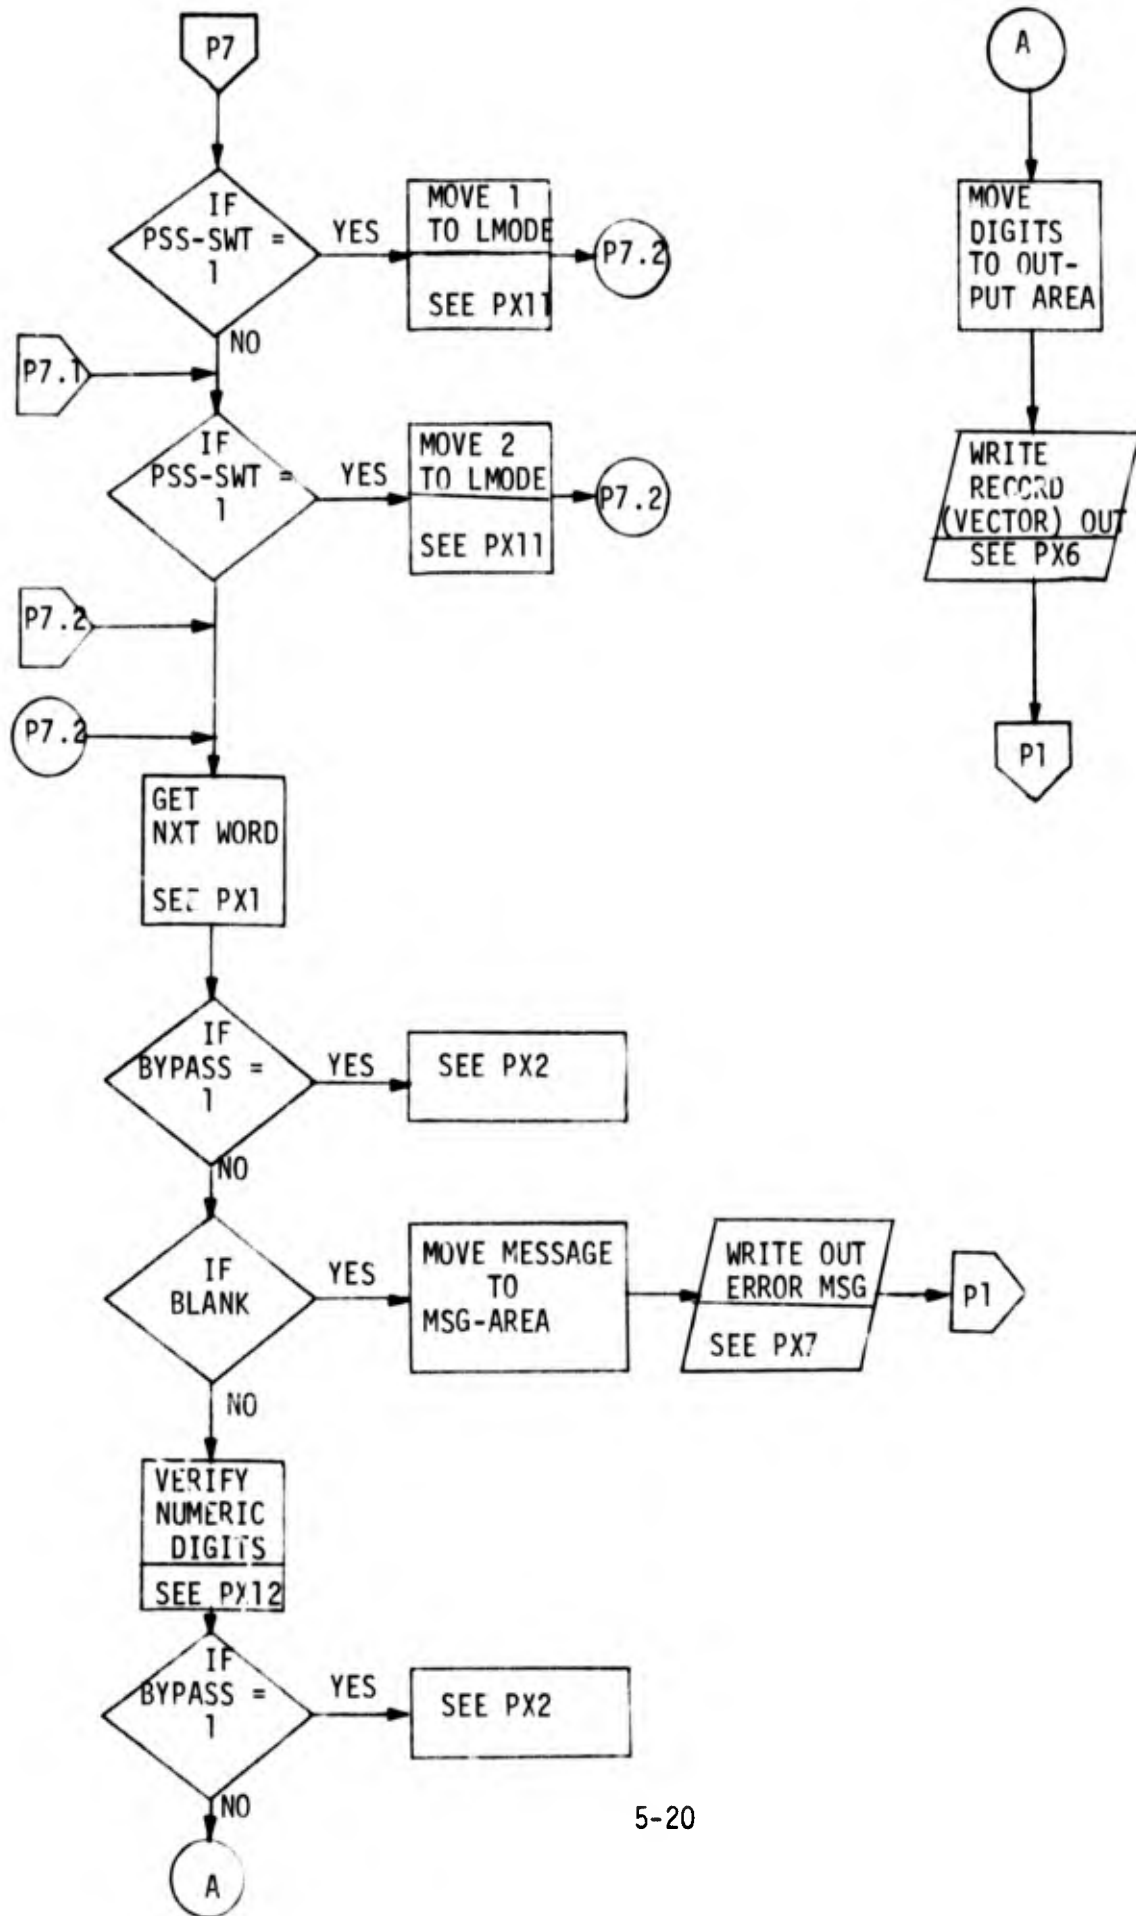 P7
IF
PSS-SWT =
1
YES
MOVE 1
TO LMODE
SEE PX11
P7.2
NO
P7.1
IF
PSS-SWT =
1
YES
MOVE 2
TO LMODE
SEE PX11
P7.2
P7.2
P7.2
GET
NXT WORD
SEE PX1
IF
BYPASS =
1
YES
SEE PX2
NO
IF
BLANK
YES
MOVE MESSAGE
TO
MSG-AREA
WRITE OUT
ERROR MSG
SEE PX7
P1
NO
VERIFY
NUMERIC
DIGITS
SEE PX12
IF
BYPASS =
1
YES
SEE PX2
NO
A
A
MOVE
DIGITS
TO OUT-
PUT AREA
WRITE
RECORD
(VECTOR) OUT
SEE PX6
P1
5-20